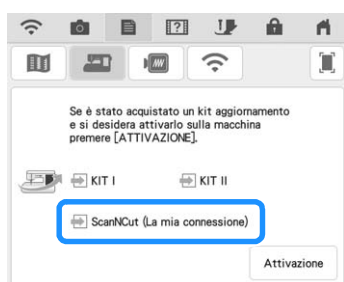 Se è stato acquistato un kit aggiornamento
e si desidera attivarlo sulla macchina
premere [ATTIVAZIONE].
KIT I
KIT II
ScanNCut (La mia connessione)
Attivazione